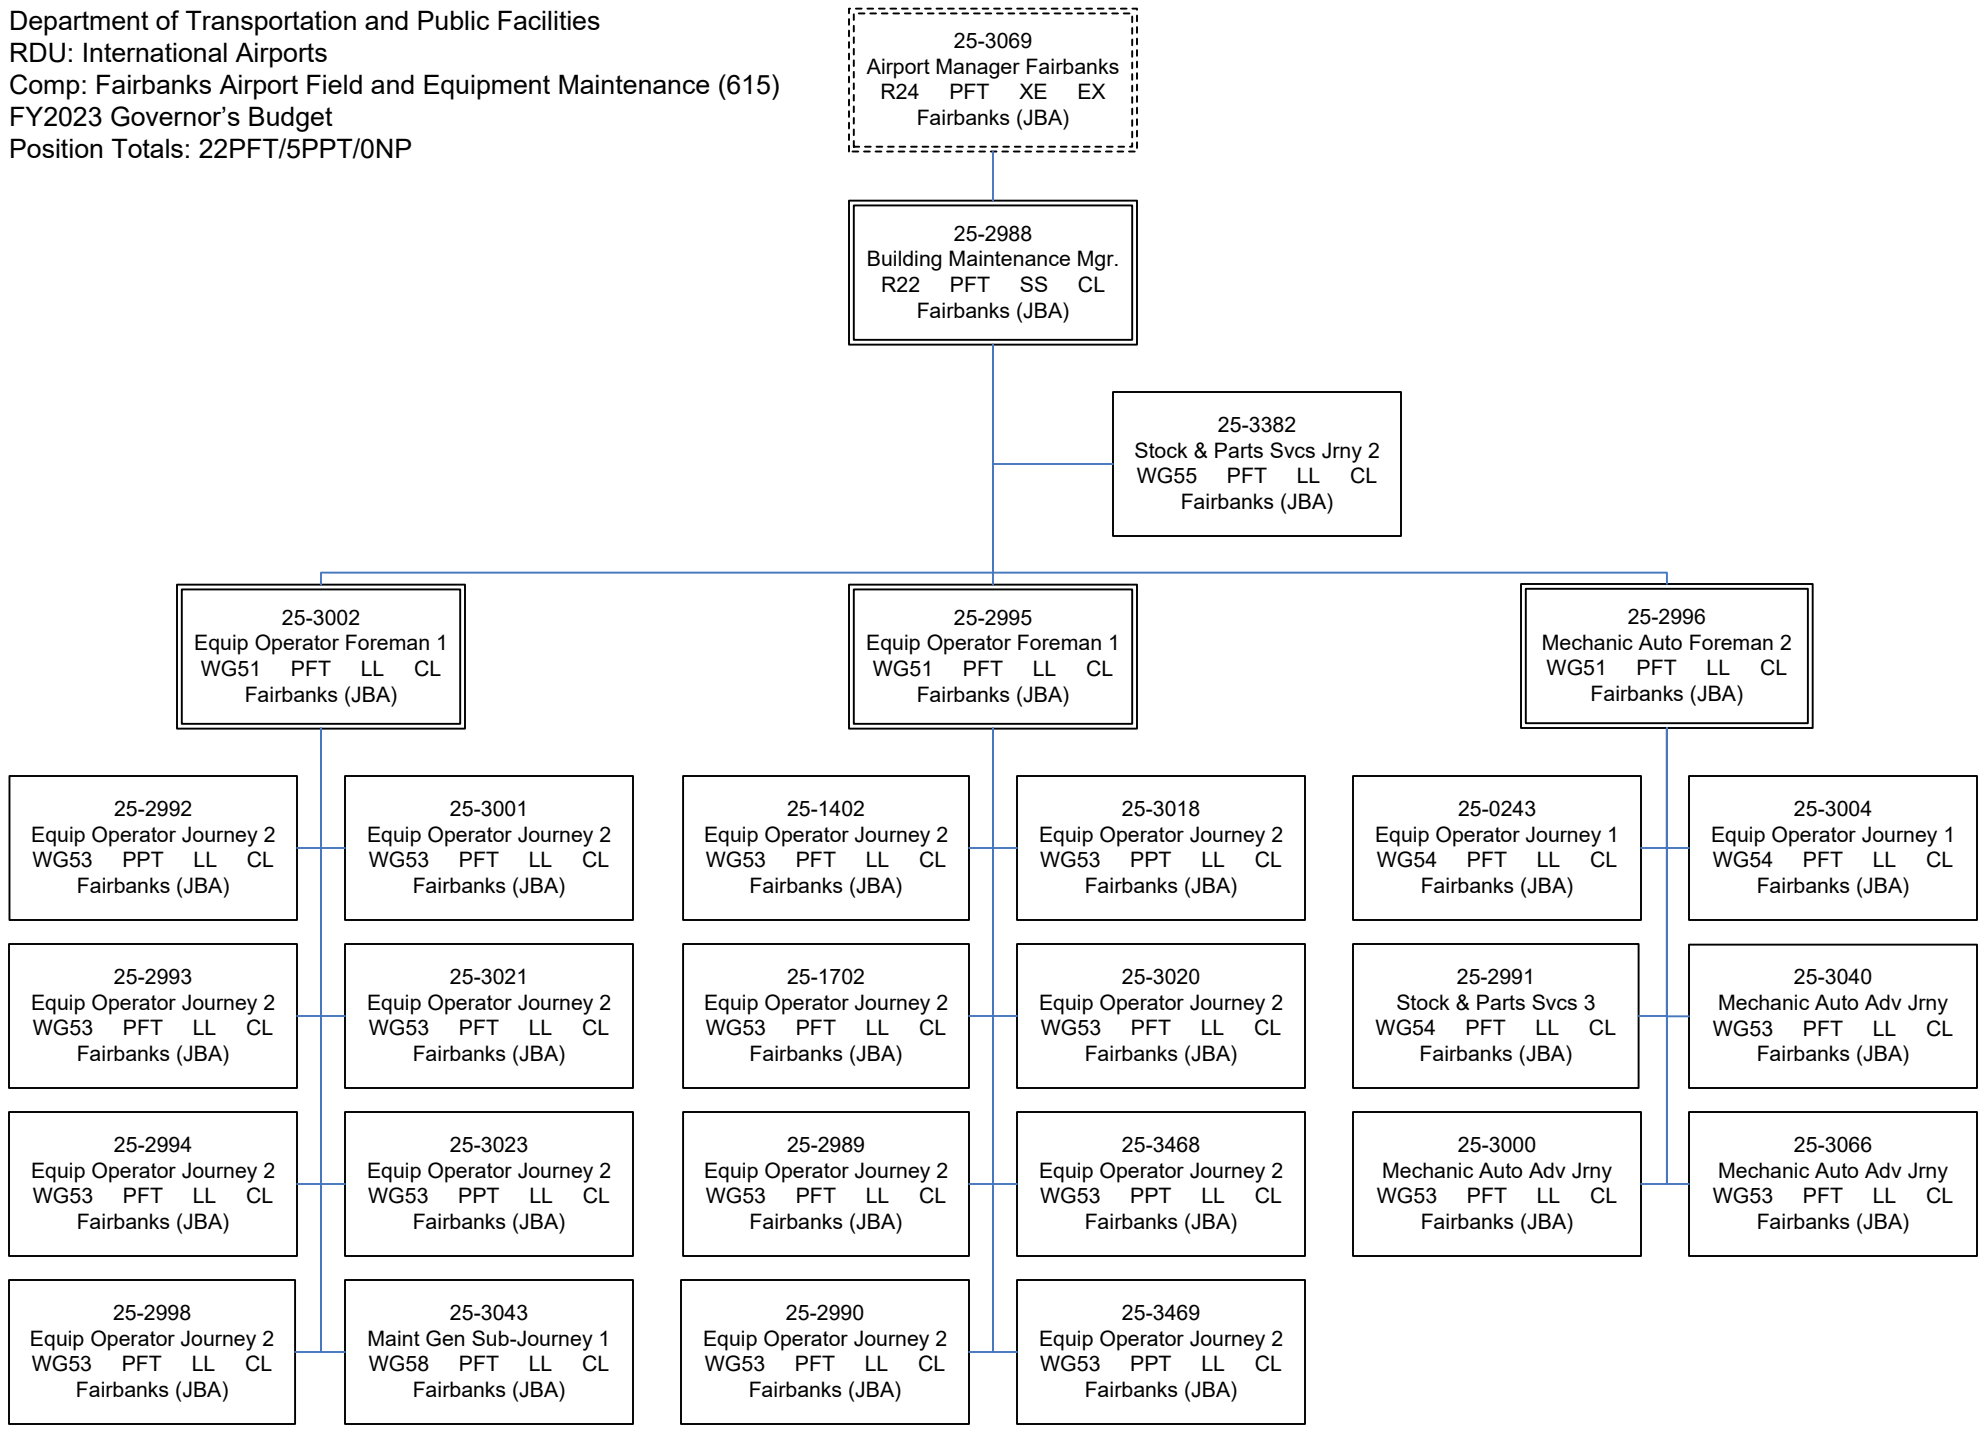 Department of Transportation and Public Facilities
RDU: International Airports
Comp: Fairbanks Airport Field and Equipment Maintenance (615)
FY2023 Governor’s Budget
Position Totals: 22PFT/5PPT/0NP
25-3069
Airport Manager Fairbanks
R24 PFT XE EX
Fairbanks (JBA)
25-2988
Building Maintenance Mgr.
R22 PFT SS CL
Fairbanks (JBA)
25-3382
Stock & Parts Svcs Jrny 2
WG55 PFT LL CL
Fairbanks (JBA)
25-3002
Equip Operator Foreman 1
WG51 PFT LL CL
Fairbanks (JBA)
25-2995
Equip Operator Foreman 1
WG51 PFT LL CL
Fairbanks (JBA)
25-2996
Mechanic Auto Foreman 2
WG51 PFT LL CL
Fairbanks (JBA)
25-2992
Equip Operator Journey 2
WG53 PPT LL CL
Fairbanks (JBA)
25-3001
Equip Operator Journey 2
WG53 PFT LL CL
Fairbanks (JBA)
25-1402
Equip Operator Journey 2
WG53 PFT LL CL
Fairbanks (JBA)
25-3018
Equip Operator Journey 2
WG53 PPT LL CL
Fairbanks (JBA)
25-0243
Equip Operator Journey 1
WG54 PFT LL CL
Fairbanks (JBA)
25-3004
Equip Operator Journey 1
WG54 PFT LL CL
Fairbanks (JBA)
25-2993
Equip Operator Journey 2
WG53 PFT LL CL
Fairbanks (JBA)
25-3021
Equip Operator Journey 2
WG53 PFT LL CL
Fairbanks (JBA)
25-1702
Equip Operator Journey 2
WG53 PFT LL CL
Fairbanks (JBA)
25-3020
Equip Operator Journey 2
WG53 PFT LL CL
Fairbanks (JBA)
25-2991
Stock & Parts Svcs 3
WG54 PFT LL CL
Fairbanks (JBA)
25-3040
Mechanic Auto Adv Jrny
WG53 PFT LL CL
Fairbanks (JBA)
25-2994
Equip Operator Journey 2
WG53 PFT LL CL
Fairbanks (JBA)
25-3023
Equip Operator Journey 2
WG53 PPT LL CL
Fairbanks (JBA)
25-2989
Equip Operator Journey 2
WG53 PFT LL CL
Fairbanks (JBA)
25-3468
Equip Operator Journey 2
WG53 PPT LL CL
Fairbanks (JBA)
25-3000
Mechanic Auto Adv Jrny
WG53 PFT LL CL
Fairbanks (JBA)
25-3066
Mechanic Auto Adv Jrny
WG53 PFT LL CL
Fairbanks (JBA)
25-2998
Equip Operator Journey 2
WG53 PFT LL CL
Fairbanks (JBA)
25-3043
Maint Gen Sub-Journey 1
WG58 PFT LL CL
Fairbanks (JBA)
25-2990
Equip Operator Journey 2
WG53 PFT LL CL
Fairbanks (JBA)
25-3469
Equip Operator Journey 2
WG53 PPT LL CL
Fairbanks (JBA)